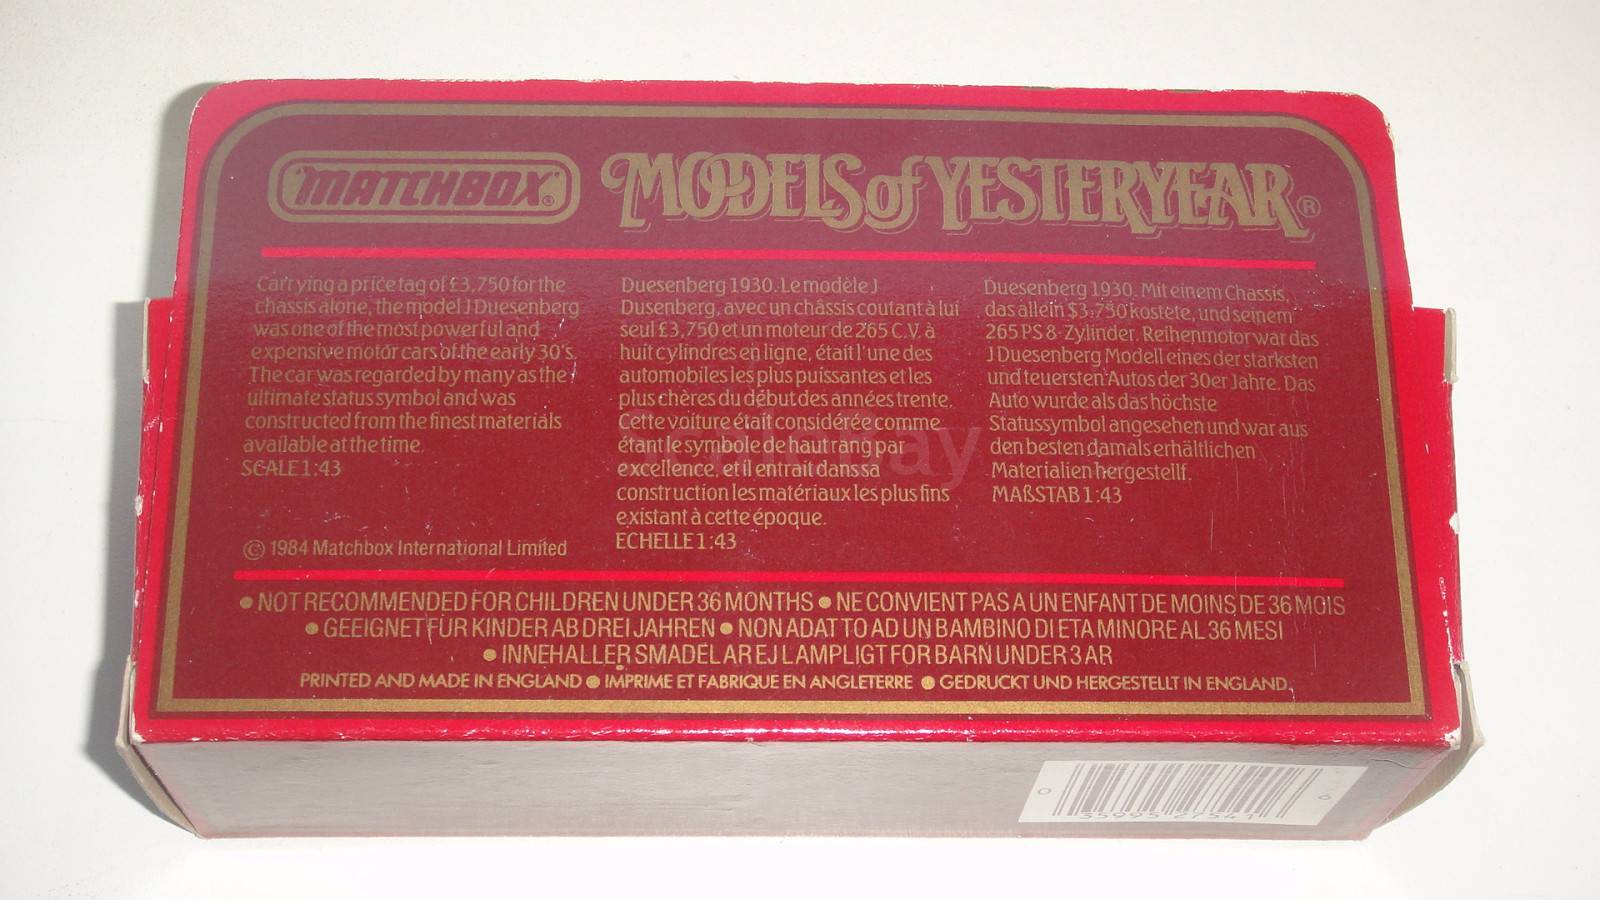 MATCHBOX®
MODELS of YESTERYEAR®
Carrying a price tag of £3,750 for the
chassis alone, the model J Duesenberg
was one of the most powerful and
expensive motor cars of the early 30's.
The car was regarded by many as the
ultimate status symbol and was
constructed from the finest materials
available at the time.
SCALE 1:43
© 1984 Matchbox International Limited
Duesenberg 1930. Le modèle J
Dusenberg, avec un châssis coutant à lui
seul £3,750 et un moteur de 265 C.V. à
huit cylindres en ligne, était l'une des
automobiles les plus puissantes et les
plus chères du début des années trente.
Cette voiture était considérée comme
étant le symbole de haut rang par
excellence, et il entrait dans sa
construction les matériaux les plus fins
existant à cette époque.
ECHELLE 1:43
Duesenberg 1930. Mit einem Chassis,
das allein $3.750 kostete, und seinem
265 PS 8-Zylinder. Reihenmotor war das
J Duesenberg Modell eines der starksten
und teuersten Autos der 30er Jahre. Das
Auto wurde als das höchste
Statussymbol angesehen und war aus
den besten damals erhältlichen
Materialien hergestellf.
MAßSTAB 1:43
• NOT RECOMMENDED FOR CHILDREN UNDER 36 MONTHS • NE CONVIENT PAS A UN ENFANT DE MOINS DE 36 MOIS
• GEEIGNET FÜR KINDER AB DREI JAHREN • NON ADATTO AD UN BAMBINO DI ETA MINORE AL 36 MESI
• INNEHALLER SMADEL AR EJ LAMPLIGT FOR BARN UNDER 3 AR
PRINTED AND MADE IN ENGLAND • IMPRIME ET FABRIQUE EN ANGLETERRE • GEDRUCKT UND HERGESTELLT IN ENGLAND.
0 35995 27541 6